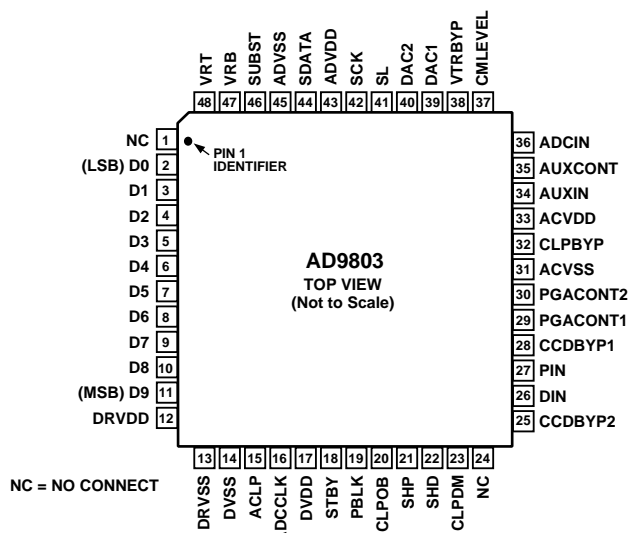 48 VRT
47 VRB
46 SUBST
45 ADVSS
44 SDATA
43 ADVDD
42 SCK
41 SL
40 DAC2
39 DAC1
38 VTRBYP
37 CMLEVEL
NC 1
(LSB) D0 2
D1 3
D2 4
D3 5
D4 6
D5 7
D6 8
D7 9
D8 10
(MSB) D9 11
DRVDD 12
PIN 1
IDENTIFIER
AD9803
TOP VIEW
(Not to Scale)
36 ADCIN
35 AUXCONT
34 AUXIN
33 ACVDD
32 CLPBYP
31 ACVSS
30 PGACONT2
29 PGACONT1
28 CCDBYP1
27 PIN
26 DIN
25 CCDBYP2
13 DRVSS
14 DVSS
15 ACLP
16 ADCCLK
17 DVDD
18 STBY
19 PBLK
20 CLPOB
21 SHP
22 SHD
23 CLPDM
24 NC
NC = NO CONNECT